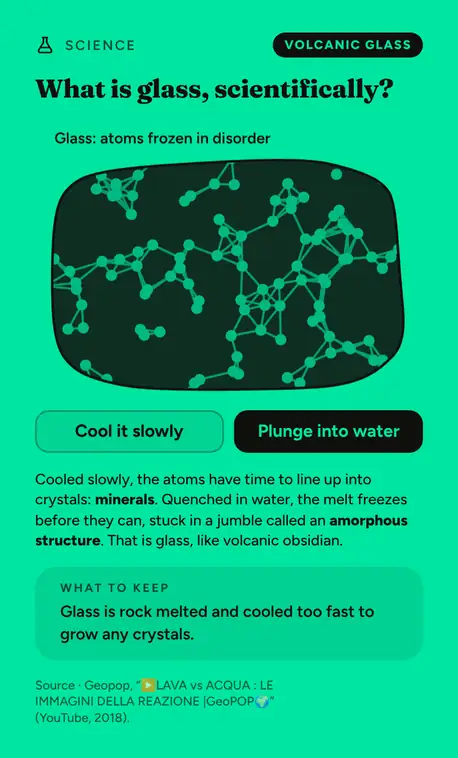 SCIENCE
VOLCANIC GLASS
What is glass, scientifically?
Glass: atoms frozen in disorder
Cool it slowly
Plunge into water
Cooled slowly, the atoms have time to line up into
crystals: minerals. Quenched in water, the melt freezes
before they can, stuck in a jumble called an amorphous
structure. That is glass, like volcanic obsidian.
WHAT TO KEEP
Glass is rock melted and cooled too fast to
grow any crystals.
Source · Geopop, “▶️LAVA vs ACQUA : LE
IMMAGINI DELLA REAZIONE |GeoPOP🌍”
(YouTube, 2018).